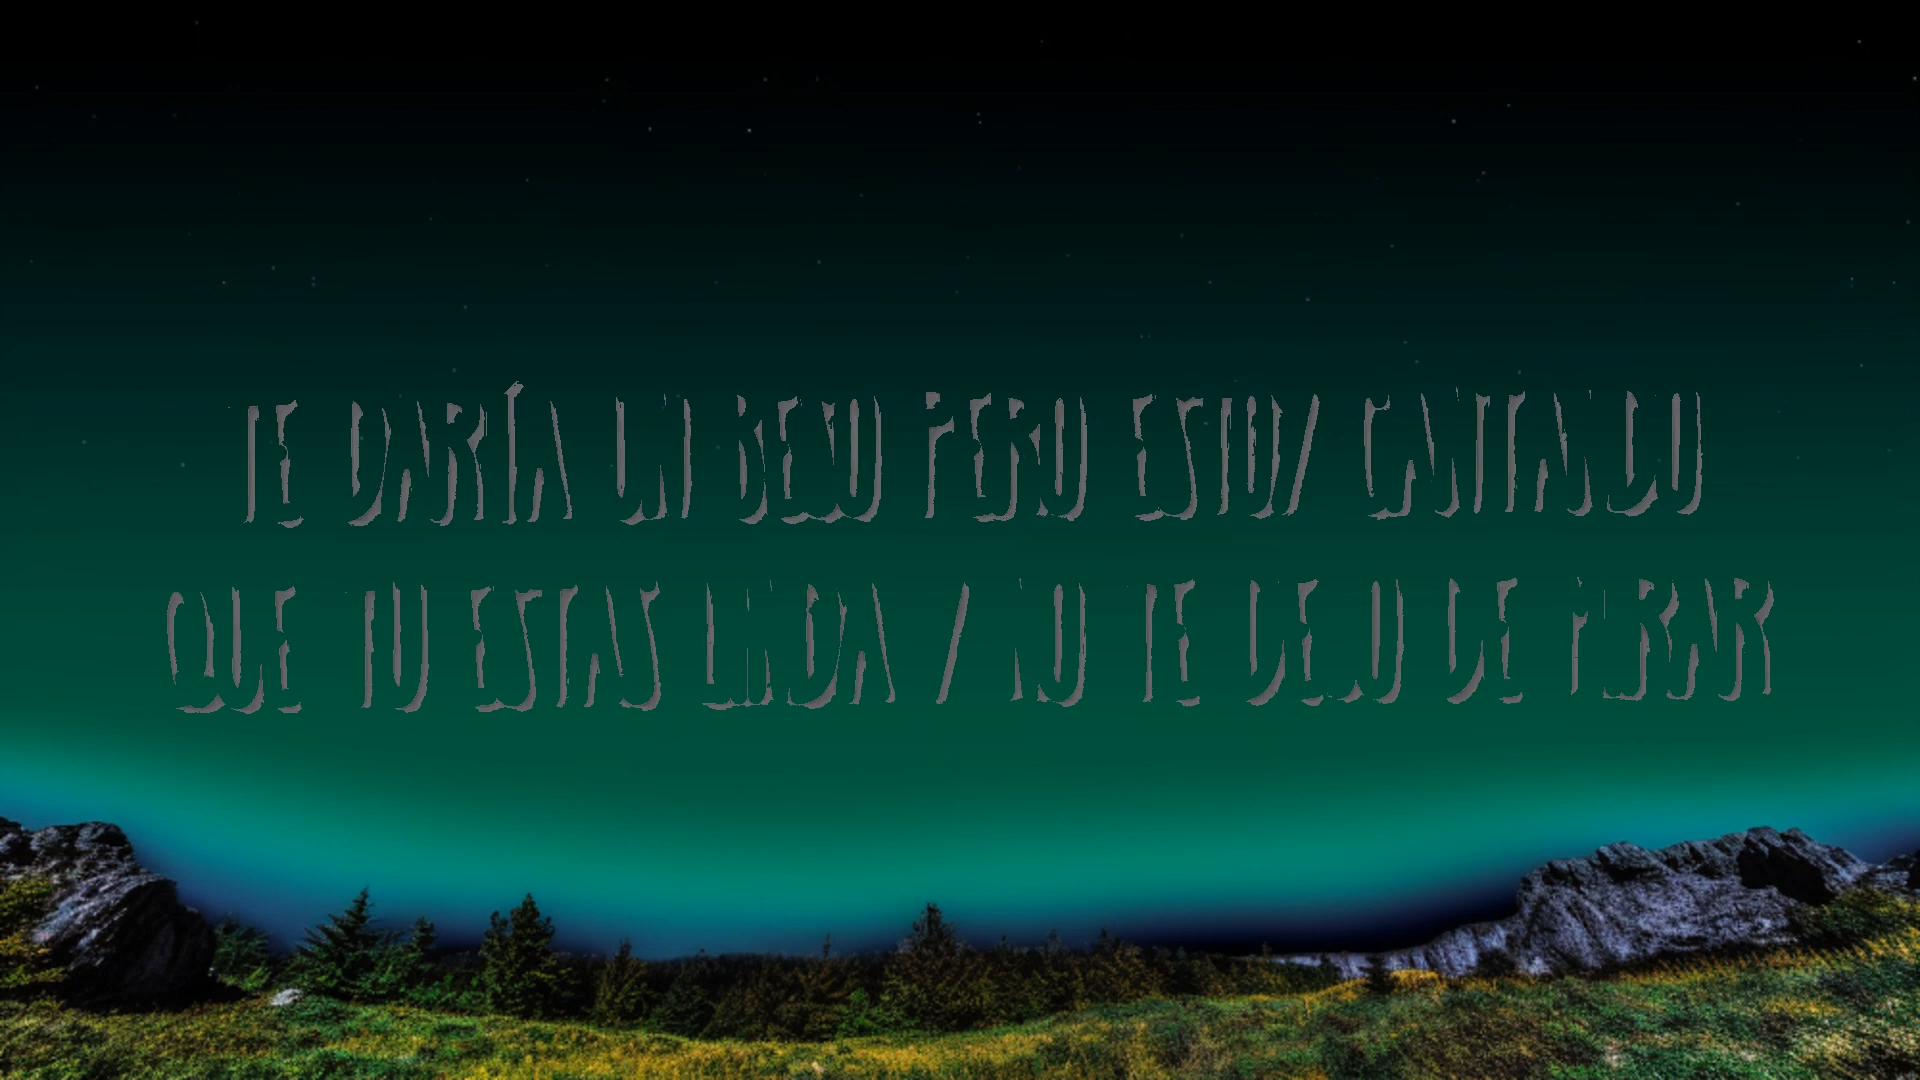 TE DARÍA UN BESO PERO ESTOY CANTANDO
QUE TU ESTAS LINDA Y NO TE DEJO DE MIRAR